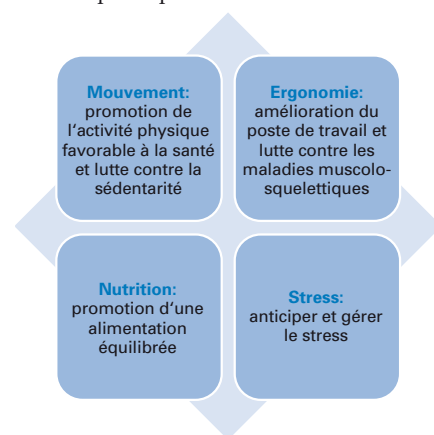 Mouvement:
promotion de
l'activité physique
favorable à la santé
et lutte contre la
sédentarité
Ergonomie:
amélioration du
poste de travail et
lutte contre les
maladies muscolo-
squelettiques
Nutrition:
promotion d'une
alimentation
équilibrée
Stress:
anticiper et gérer
le stress